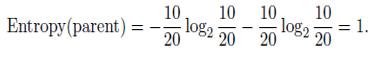 Entropy(parent) = −10/20 log₂ 10/20 − 10/20 log₂ 10/20 = 1.